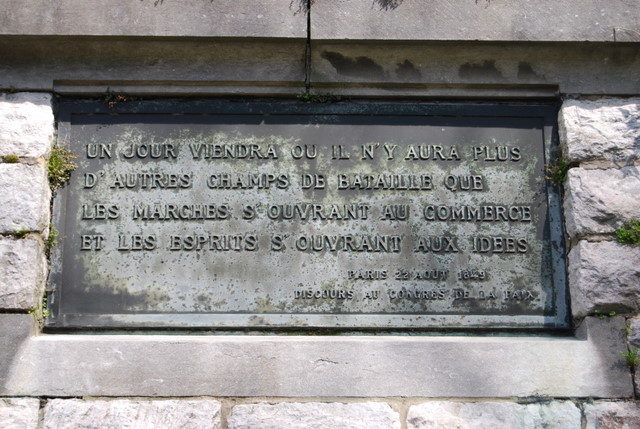 UN JOUR VIENDRA OU IL N'Y AURA PLUS
D'AUTRES CHAMPS DE BATAILLE QUE
LES MARCHES S'OUVRANT AU COMMERCE
ET LES ESPRITS S'OUVRANT AUX IDEES
PARIS 22 AOUT 1849
DISCOURS AU CONGRES DE LA PAIX